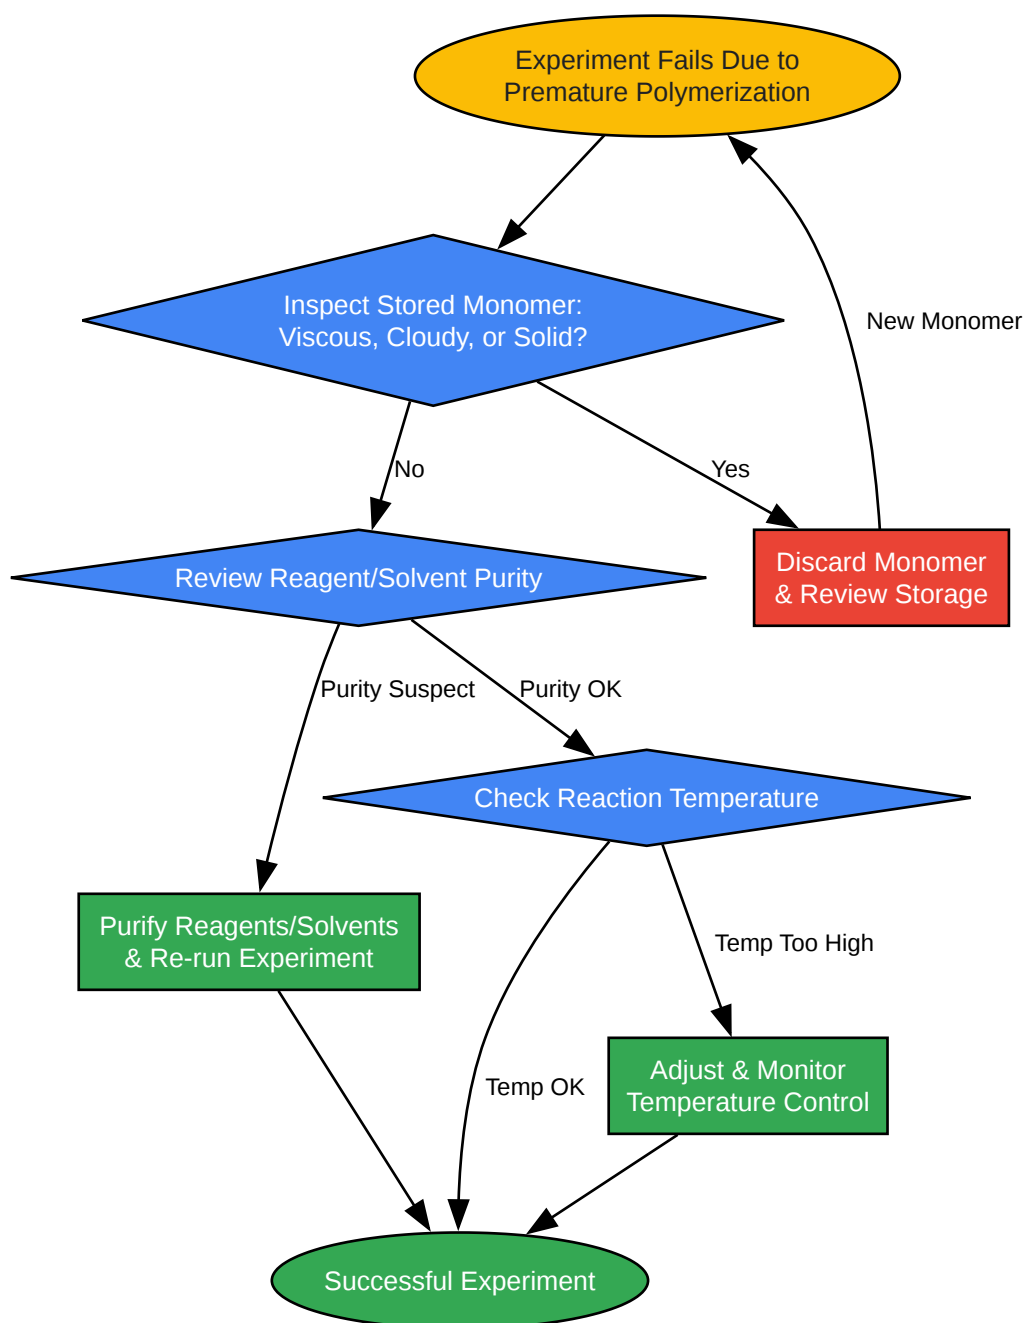 Experiment Fails Due to
Premature Polymerization
Inspect Stored Monomer:
Viscous, Cloudy, or Solid?
New Monomer
No
Yes
Discard Monomer
& Review Storage
Review Reagent/Solvent Purity
Purity Suspect
Purity OK
Check Reaction Temperature
Purify Reagents/Solvents
& Re-run Experiment
Temp Too High
Temp OK
Adjust & Monitor
Temperature Control
Successful Experiment